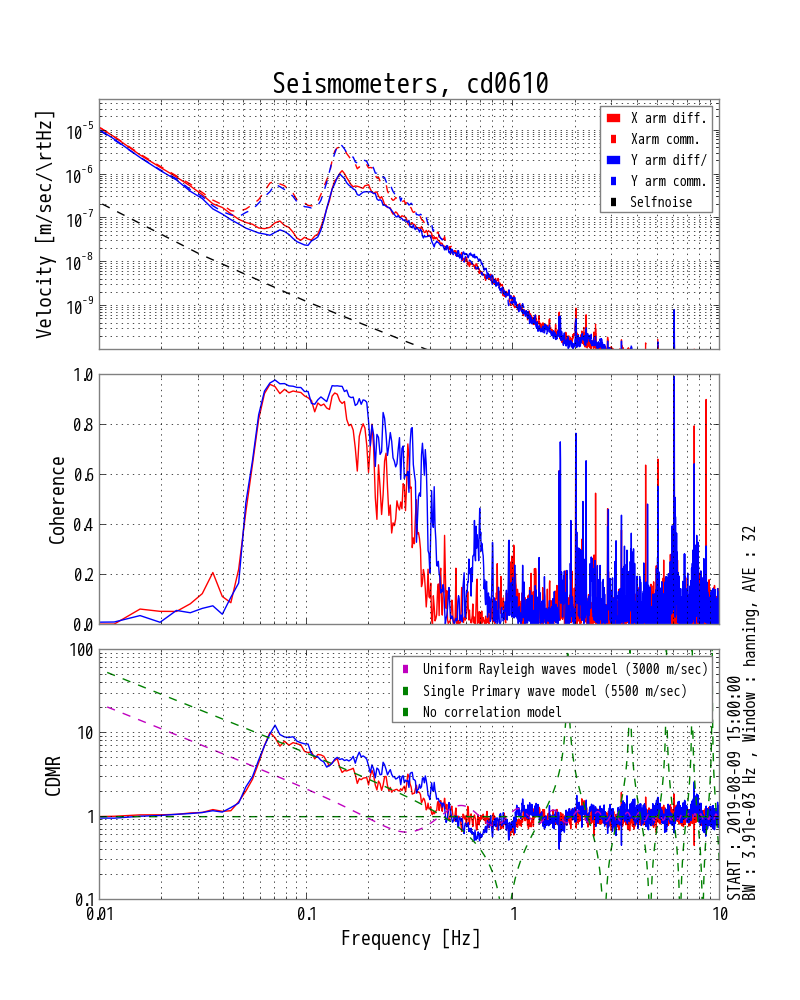 Seismometers, cd0610
Velocity [m/sec/\rtHz]
10^-5
10^-6
10^-7
10^-8
10^-9
X arm diff.
Xarm comm.
Y arm diff/
Y arm comm.
Selfnoise
Coherence
1.0
0.8
0.6
0.4
0.2
0.0
CDMR
100
10
1
0.1
Uniform Rayleigh waves model (3000 m/sec)
Single Primary wave model (5500 m/sec)
No correlation model
0.01 0.1 1 10
Frequency [Hz]
START : 2019-08-09 15:00:00
BW : 3.91e-03 Hz , Window : hanning, AVE : 32